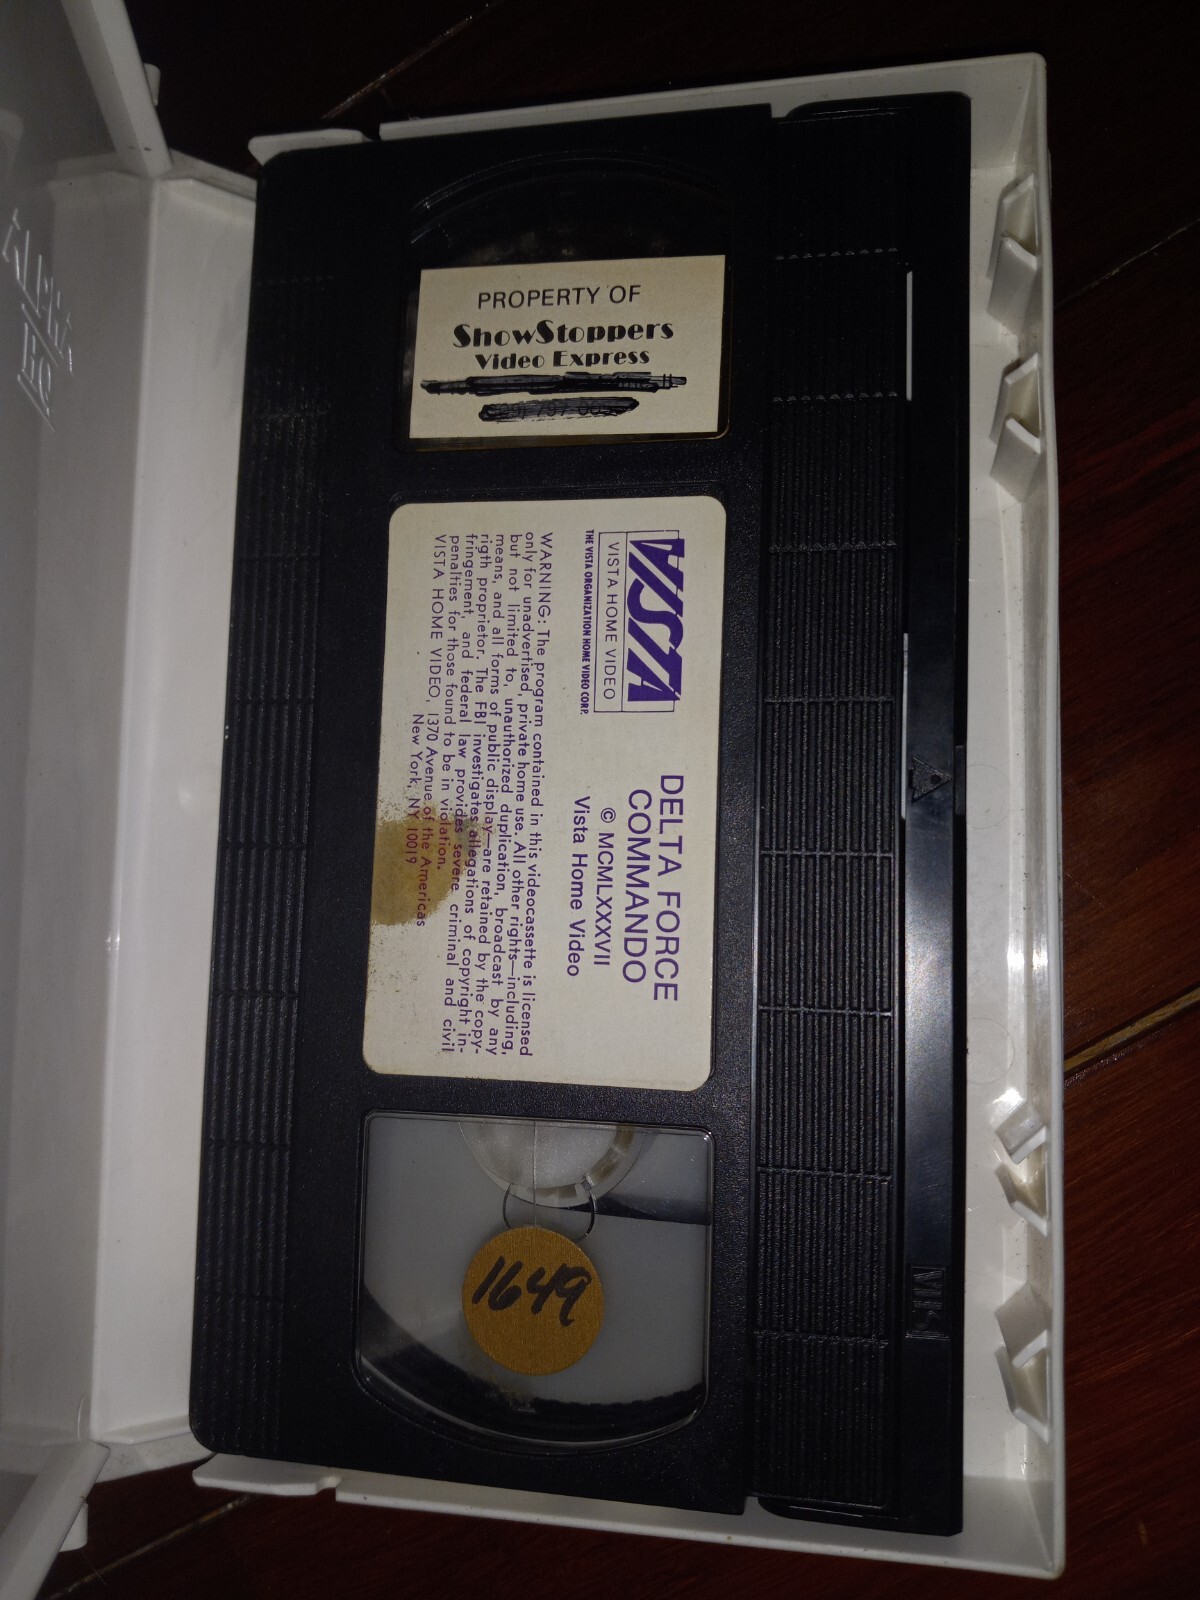 PROPERTY OF
ShowStoppers
Video Express
VISTA
VISTA HOME VIDEO
THE VISTA ORGANIZATION HOME VIDEO CORP.
DELTA FORCE
COMMANDO
© MCMLXXXVII
Vista Home Video
WARNING: The program contained in this videocassette is licensed
only for unadvertised, private home use. All other rights—including,
but not limited to, unauthorized duplication, broadcast by any
means, and all forms of public display—are retained by the copy-
rigth proprietor. The FBI investigates allegations of copyright in-
fringement, and federal law provides severe criminal and civil
penalties for those found to be in violation.
VISTA HOME VIDEO, 1370 Avenue of the Americas
New York, NY 10019
1649
VHS